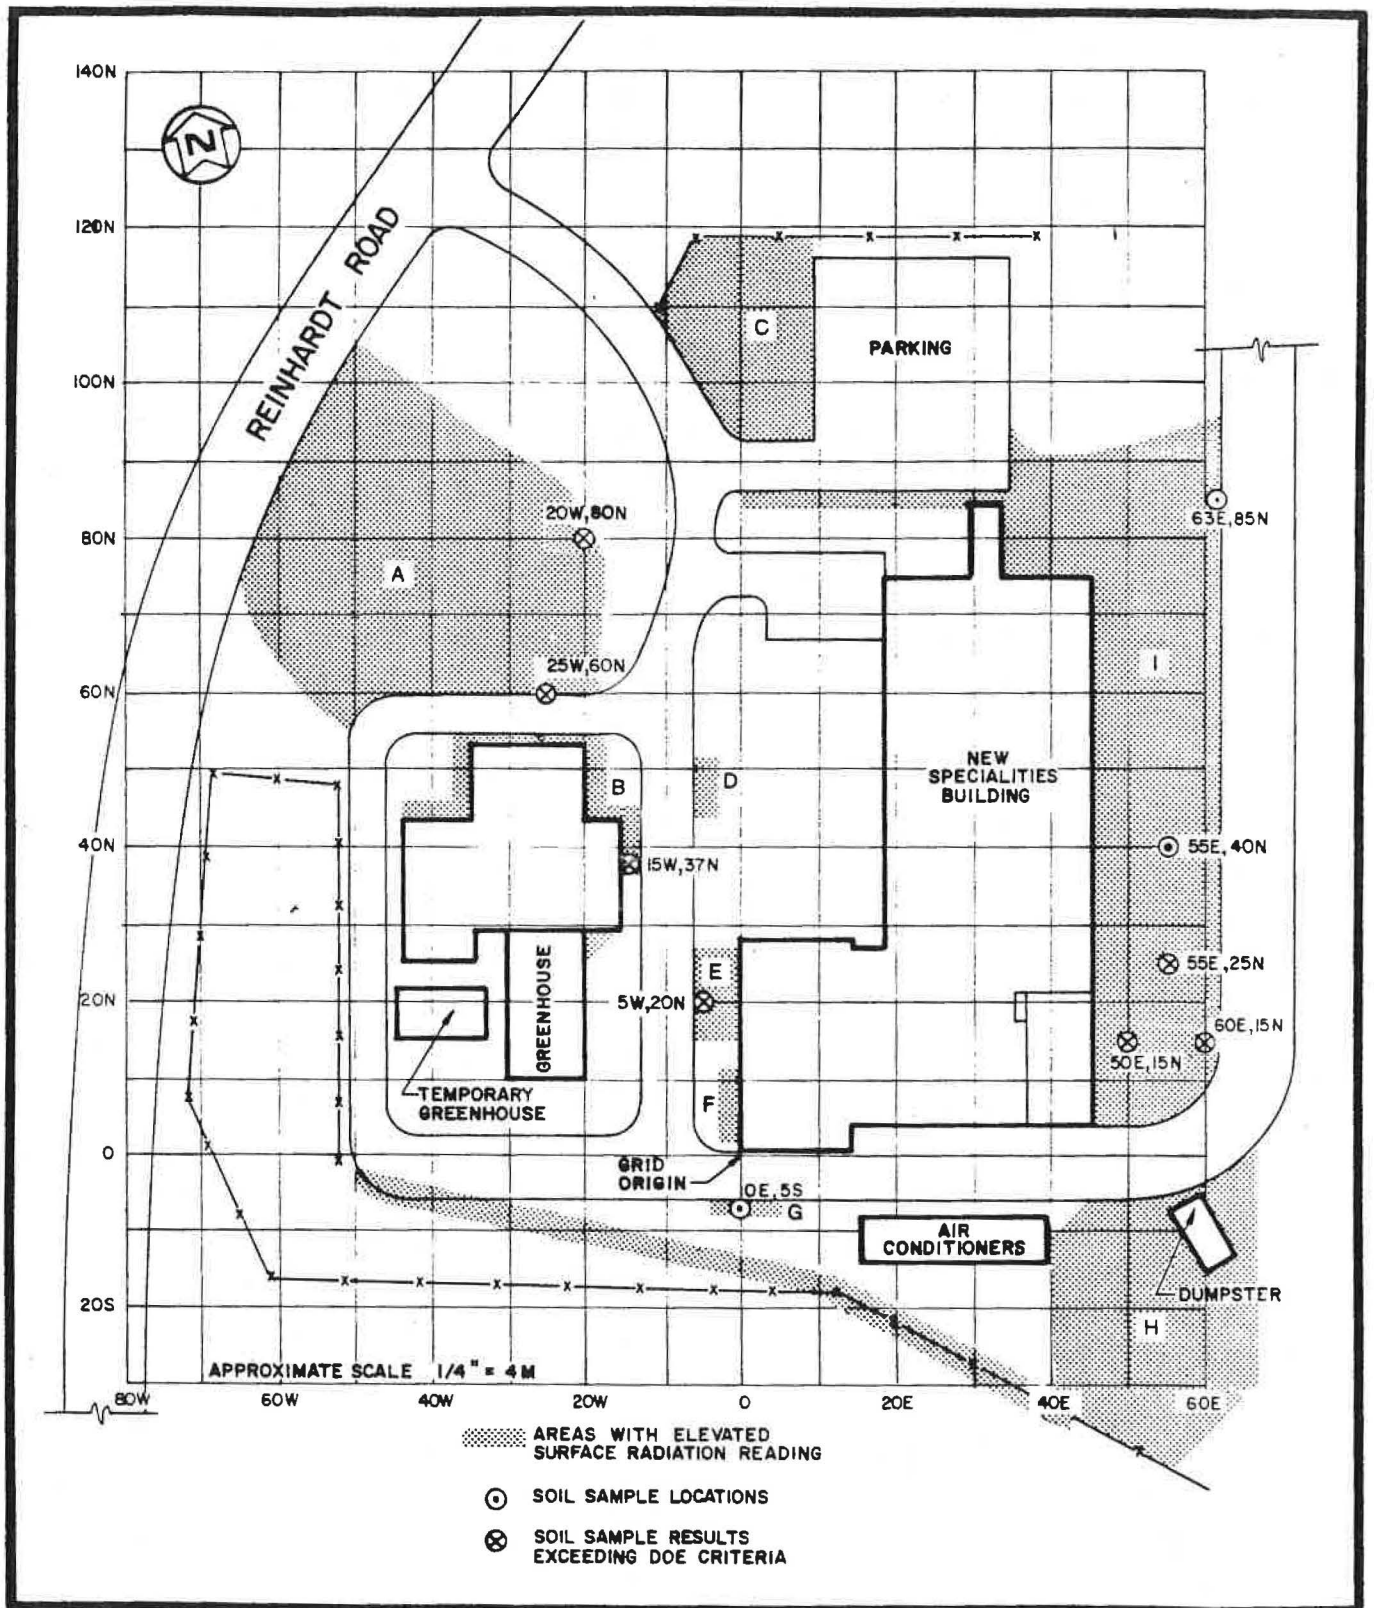 140N
N
120N
REINHARDT ROAD
C
PARKING
100N
20W,80N
63E,85N
80N
A
25W,60N
I
60N
NEW
SPECIALITIES
BUILDING
B
D
40N
15W,37N
55E,40N
GREENHOUSE
E
55E,25N
20N
5W,20N
60E,15N
50E,15N
TEMPORARY
GREENHOUSE
F
0
GRID
ORIGIN
0E,5S
G
AIR
CONDITIONERS
DUMPSTER
20S
H
APPROXIMATE SCALE 1/4" = 4M
80W 60W 40W 20W 0 20E 40E 60E
AREAS WITH ELEVATED
SURFACE RADIATION READING
SOIL SAMPLE LOCATIONS
SOIL SAMPLE RESULTS
EXCEEDING DOE CRITERIA